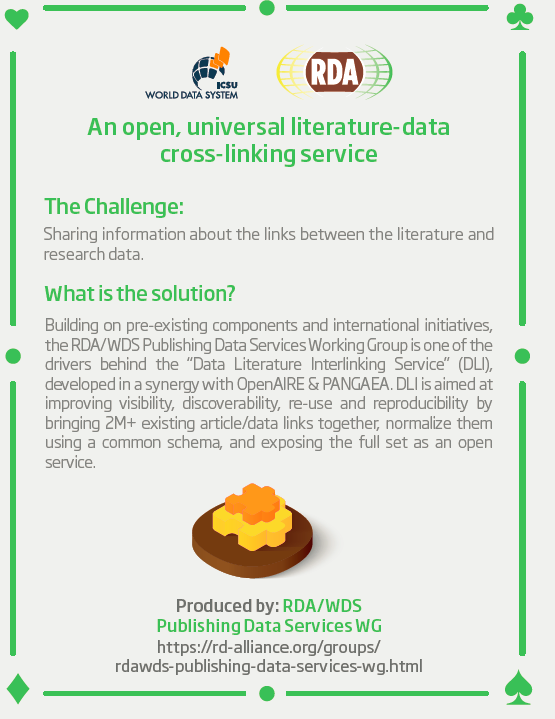 ICSU
WORLD DATA SYSTEM
RDA
An open, universal literature-data
cross-linking service
The Challenge:
Sharing information about the links between the literature and
research data.
What is the solution?
Building on pre-existing components and international initiatives,
the RDA/WDS Publishing Data Services Working Group is one of the
drivers behind the “Data Literature Interlinking Service” (DLI),
developed in a synergy with OpenAIRE & PANGAEA. DLI is aimed at
improving visibility, discoverability, re-use and reproducibility by
bringing 2M+ existing article/data links together, normalize them
using a common schema, and exposing the full set as an open
service.
Produced by: RDA/WDS
Publishing Data Services WG
https://rd-alliance.org/groups/
rdawds-publishing-data-services-wg.html